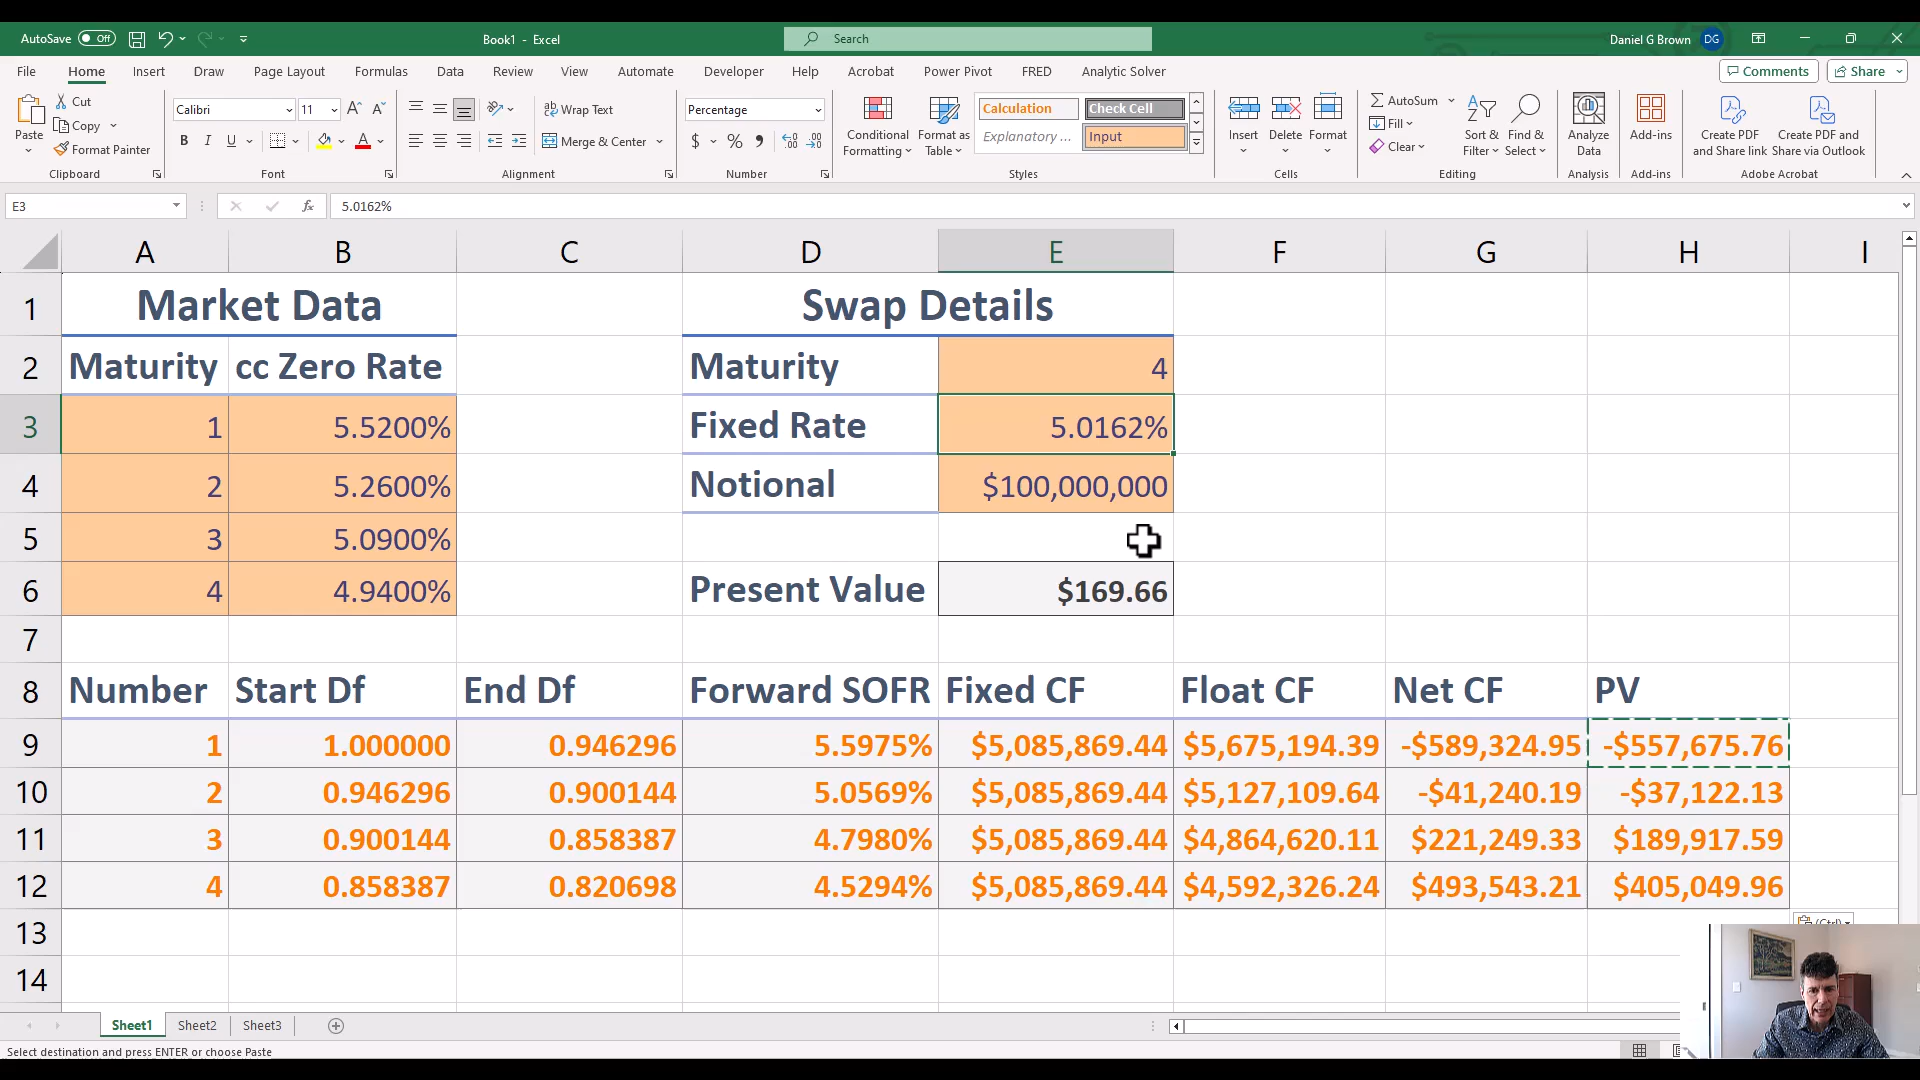 AutoSave Off
Book1 - Excel
Search
Daniel G Brown DG
File Home Insert Draw Page Layout Formulas Data Review View Automate Developer Help Acrobat Power Pivot FRED Analytic Solver
Comments Share
Paste
Cut
Copy
Format Painter
Clipboard
Calibri 11
B I U
Font
Wrap Text
Merge & Center
Alignment
Percentage
$ %
Number
Conditional Formatting
Format as Table
Calculation Check Cell
Explanatory ... Input
Styles
Insert Delete Format
Cells
AutoSum
Fill
Clear
Sort & Filter
Find & Select
Editing
Analyze Data
Analysis
Add-ins
Add-ins
Create PDF and Share link
Create PDF and Share via Outlook
Adobe Acrobat
E3 fx 5.0162%
A B C D E F G H I
1 Market Data Swap Details
2 Maturity cc Zero Rate Maturity 4
3 1 5.5200% Fixed Rate 5.0162%
4 2 5.2600% Notional $100,000,000
5 3 5.0900%
6 4 4.9400% Present Value $169.66
7
8 Number Start Df End Df Forward SOFR Fixed CF Float CF Net CF PV
9 1 1.000000 0.946296 5.5975% $5,085,869.44 $5,675,194.39 -$589,324.95 -$557,675.76
10 2 0.946296 0.900144 5.0569% $5,085,869.44 $5,127,109.64 -$41,240.19 -$37,122.13
11 3 0.900144 0.858387 4.7980% $5,085,869.44 $4,864,620.11 $221,249.33 $189,917.59
12 4 0.858387 0.820698 4.5294% $5,085,869.44 $4,592,326.24 $493,543.21 $405,049.96
13
(Ctrl)
14
Sheet1 Sheet2 Sheet3
Select destination and press ENTER or choose Paste